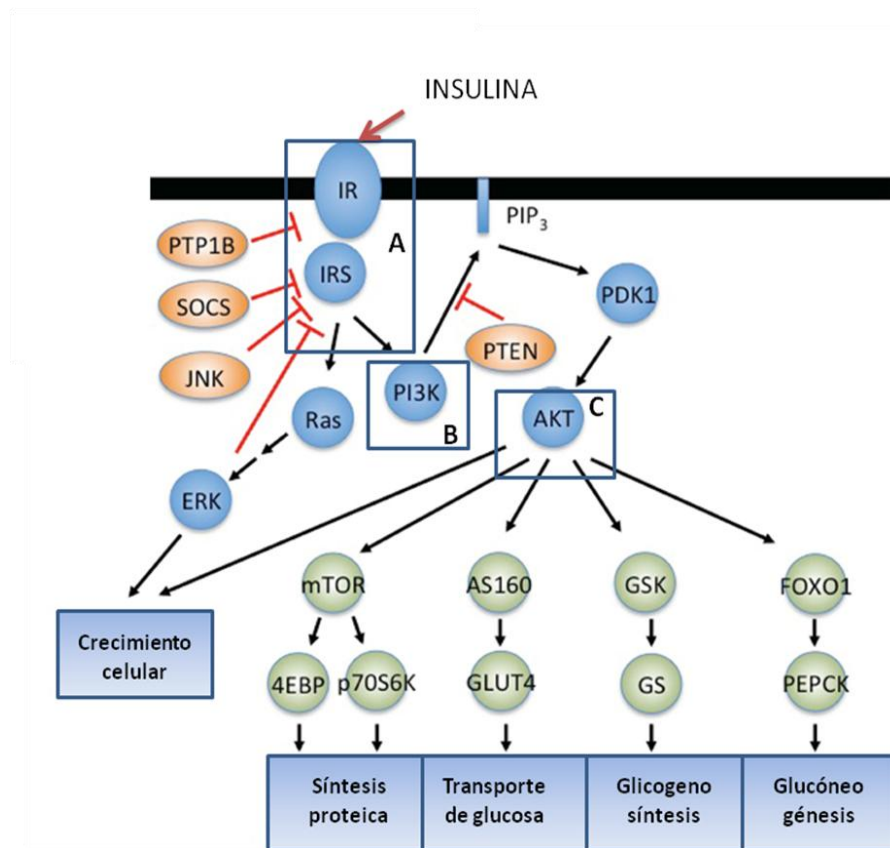 INSULINA
IR
A
PIP3
PTP1B
IRS
SOCS
PDK1
PTEN
JNK
PI3K
B
Ras
AKT
C
ERK
mTOR
AS160
GSK
FOXO1
Crecimiento
celular
4EBP
p70S6K
GLUT4
GS
PEPCK
Síntesis
proteica
Transporte
de glucosa
Glicogeno
síntesis
Glucóneo
génesis